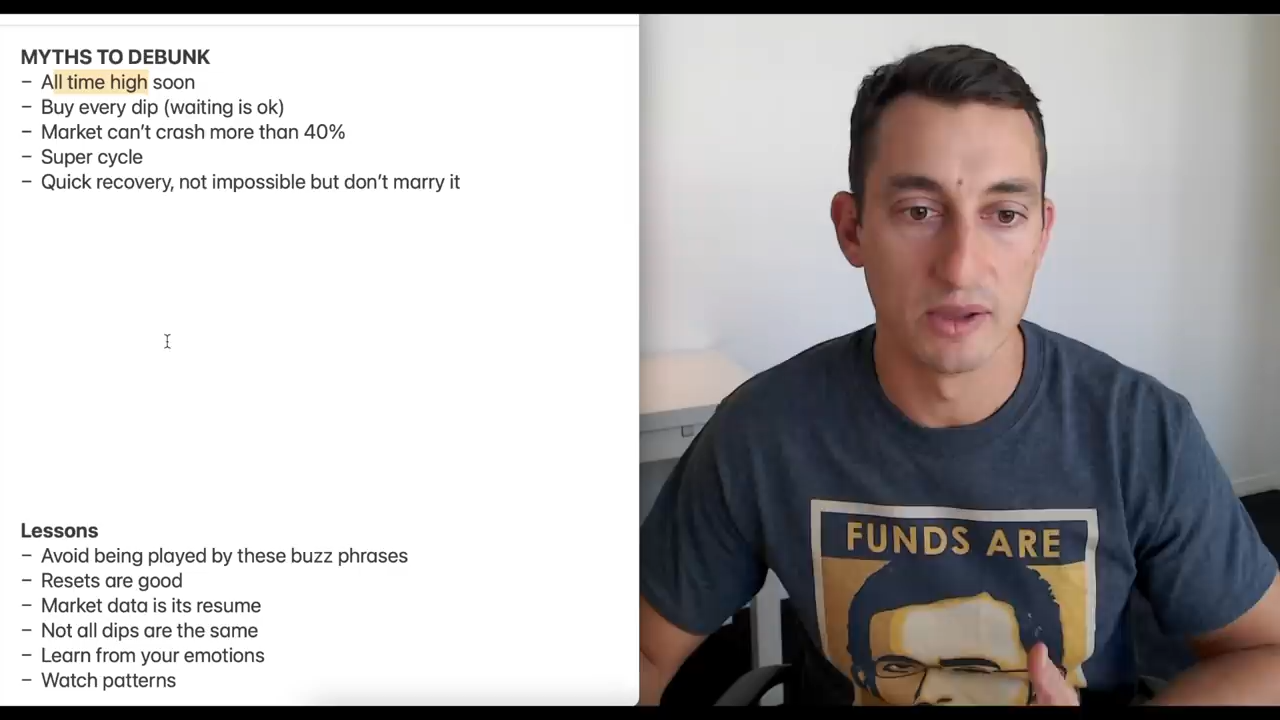 MYTHS TO DEBUNK
- All time high soon
- Buy every dip (waiting is ok)
- Market can't crash more than 40%
- Super cycle
- Quick recovery, not impossible but don't marry it
Lessons
- Avoid being played by these buzz phrases
- Resets are good
- Market data is its resume
- Not all dips are the same
- Learn from your emotions
- Watch patterns
FUNDS ARE